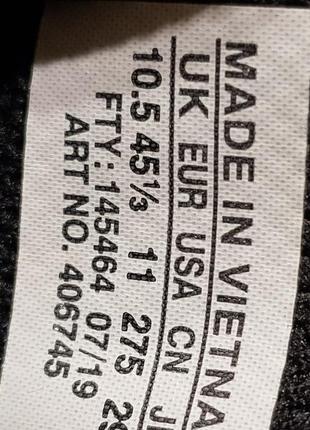 MADE IN VIETNA
UK EUR USA CN
10.5 45⅓ 11 275
FTY: 145464 07/19
ART NO. 406745